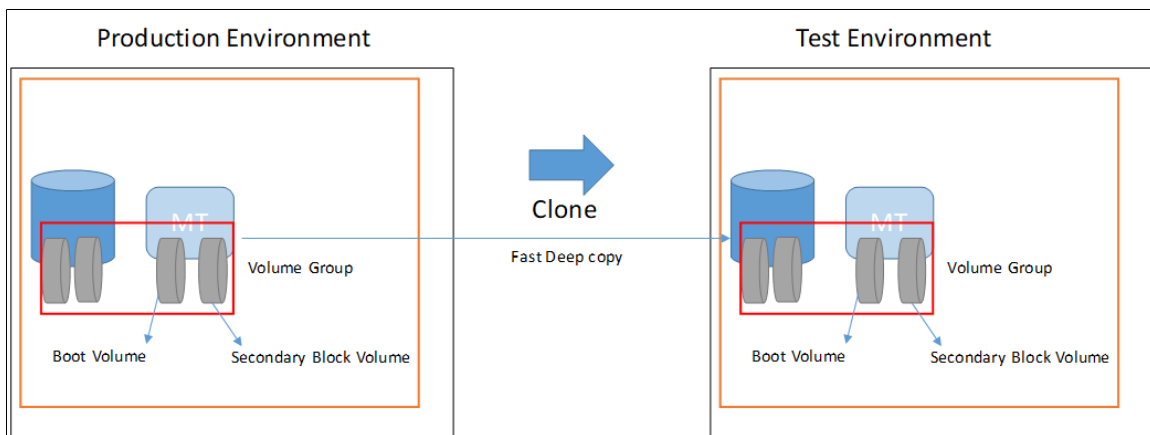 Production Environment
Test Environment
MT
Clone
MT
Fast Deep copy
Volume Group
Volume Group
Boot Volume
Secondary Block Volume
Boot Volume
Secondary Block Volume